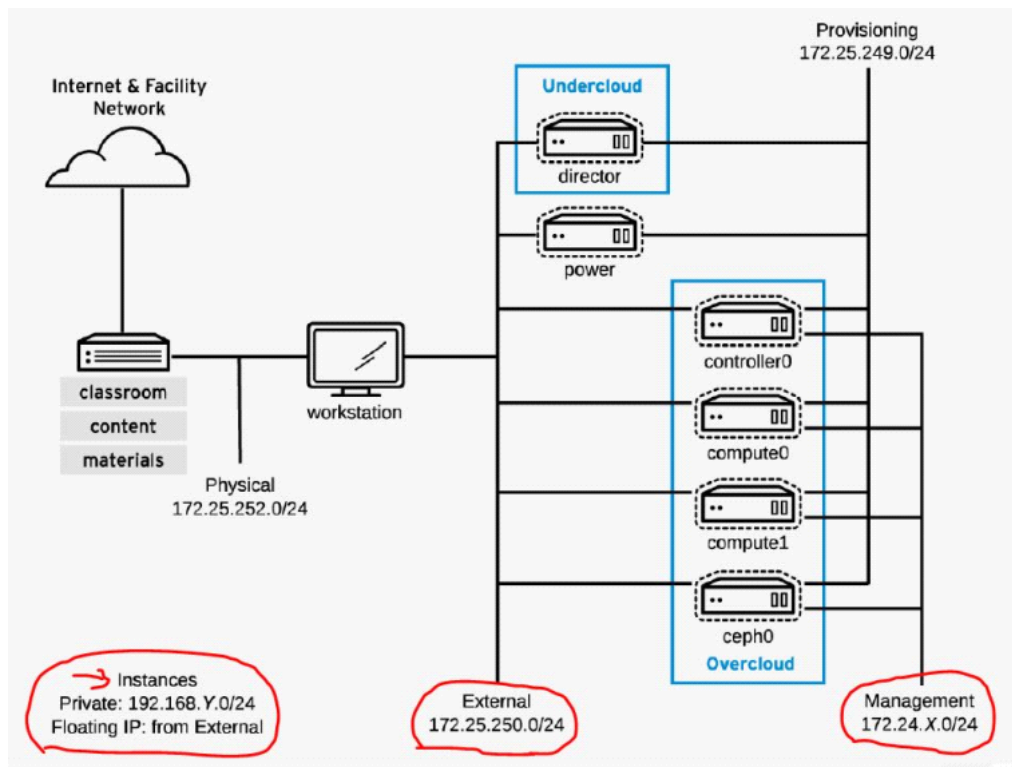 Provisioning
172.25.249.0/24
Internet & Facility
Network
Undercloud
director
power
controller0
classroom
content
materials
workstation
compute0
Physical
172.25.252.0/24
compute1
ceph0
Overcloud
Instances
Private: 192.168.Y.0/24
Floating IP: from External
External
172.25.250.0/24
Management
172.24.X.0/24